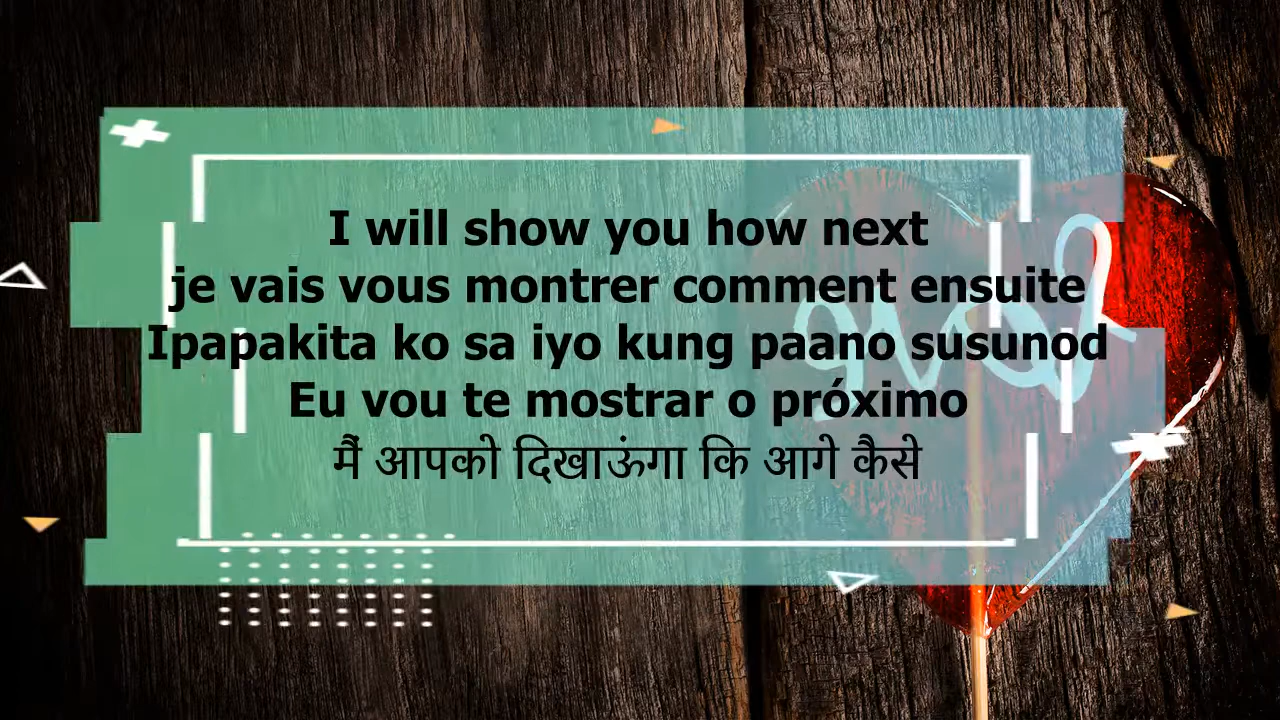 I will show you how next
je vais vous montrer comment ensuite
Ipapakita ko sa iyo kung paano susunod
Eu vou te mostrar o próximo
मैं आपको दिखाऊंगा कि आगे कैसे